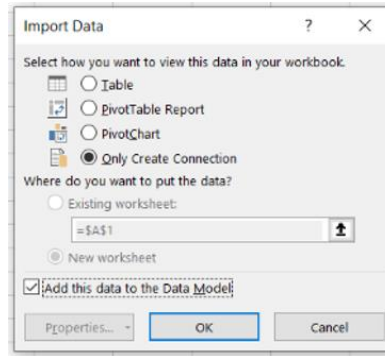 Import Data ? X
Select how you want to view this data in your workbook.
Table
PivotTable Report
PivotChart
Only Create Connection
Where do you want to put the data?
Existing worksheet:
=$A$1
New worksheet
Add this data to the Data Model
Properties...
OK
Cancel